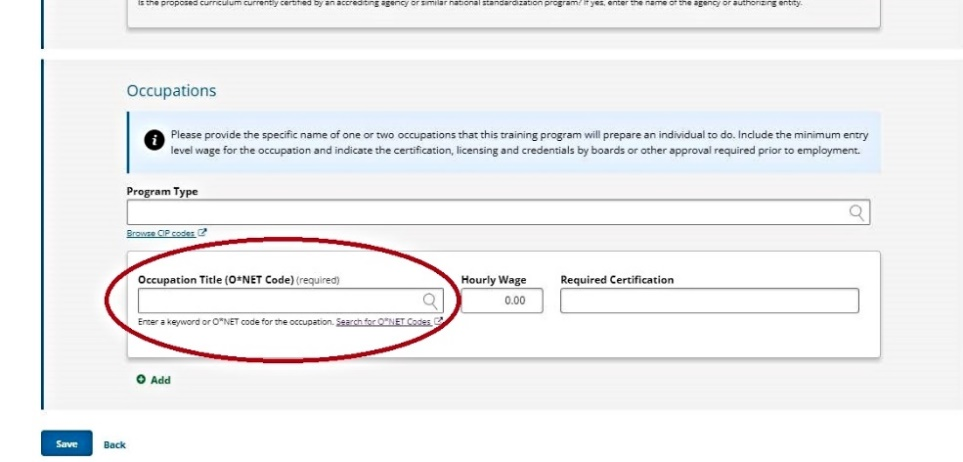 Is the proposed curriculum currently certified by an accrediting agency or similar national standardization program? If yes, enter the name of the agency or authorizing entity.
Occupations
Please provide the specific name of one or two occupations that this training program will prepare an individual to do. Include the minimum entry
level wage for the occupation and indicate the certification, licensing and credentials by boards or other approval required prior to employment.
Program Type
Browse CIP codes
Occupation Title (O*NET Code) (required) Hourly Wage Required Certification
0.00
Enter a keyword or O*NET code for the occupation. Search for O*NET Codes
Add
Save Back